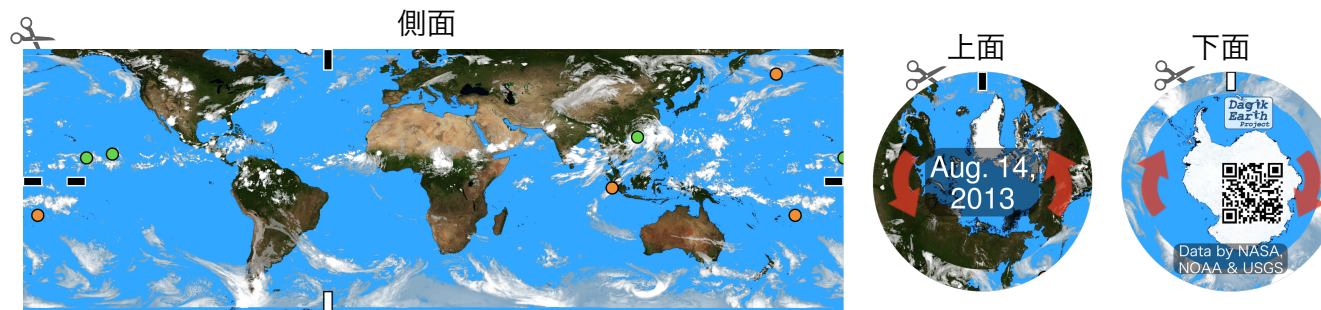 側面
上面
下面
Aug. 14,
2013
Dagik
Earth
Project
Data by NASA,
NOAA & USGS